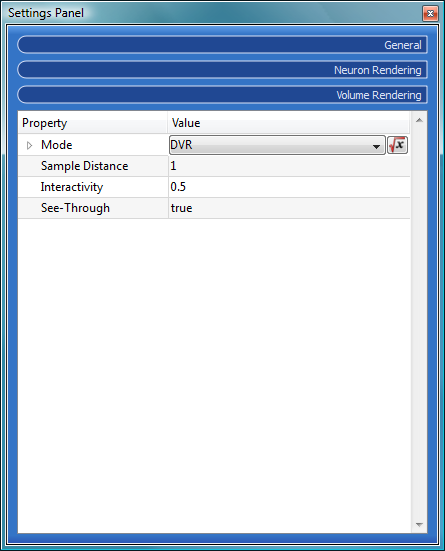 Settings Panel
General
Neuron Rendering
Volume Rendering
Property Value
Mode DVR √x
Sample Distance 1
Interactivity 0.5
See-Through true